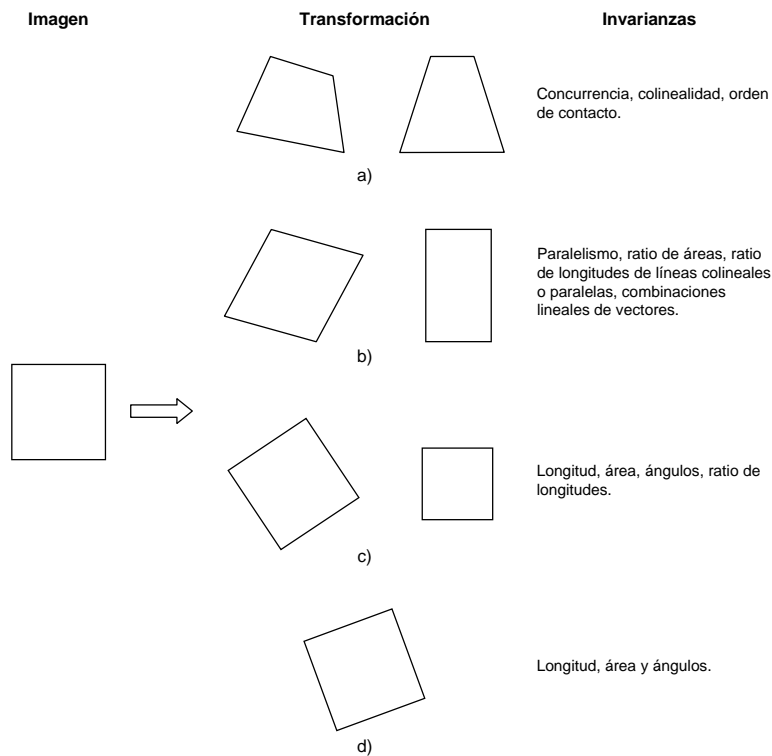 Imagen
Transformación
Invarianzas
Concurrencia, colinealidad, orden
de contacto.
a)
Paralelismo, ratio de áreas, ratio
de longitudes de líneas colineales
o paralelas, combinaciones
lineales de vectores.
b)
Longitud, área, ángulos, ratio de
longitudes.
c)
Longitud, área y ángulos.
d)